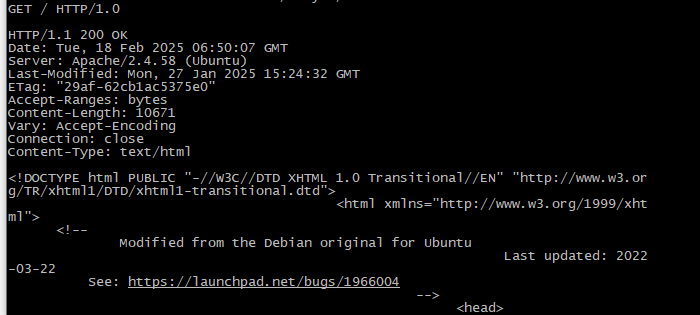 GET / HTTP/1.0
HTTP/1.1 200 OK
Date: Tue, 18 Feb 2025 06:50:07 GMT
Server: Apache/2.4.58 (Ubuntu)
Last-Modified: Mon, 27 Jan 2025 15:24:32 GMT
ETag: "29af-62cb1ac5375e0"
Accept-Ranges: bytes
Content-Length: 10671
Vary: Accept-Encoding
Connection: close
Content-Type: text/html
<!DOCTYPE html PUBLIC "-//W3C//DTD XHTML 1.0 Transitional//EN" "http://www.w3.or
g/TR/xhtml1/DTD/xhtml1-transitional.dtd">
<html xmlns="http://www.w3.org/1999/xht
ml">
<!--
Modified from the Debian original for Ubuntu
Last updated: 2022
-03-22
See: https://launchpad.net/bugs/1966004
-->
<head>